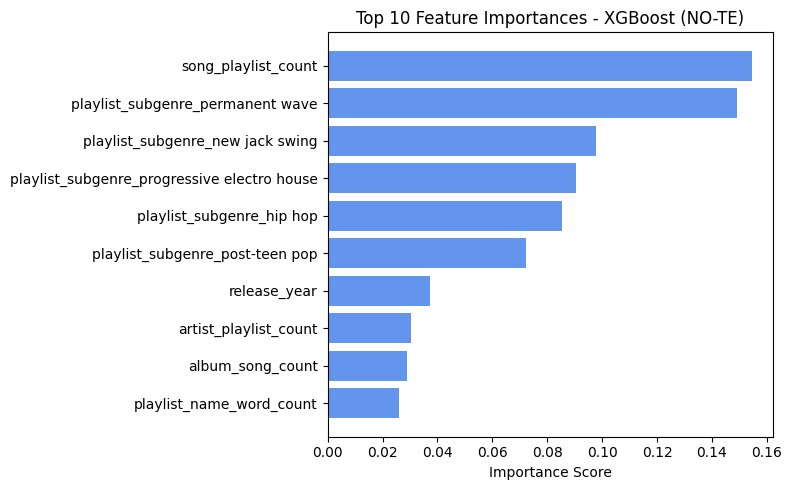 Top 10 Feature Importances - XGBoost (NO-TE)
song_playlist_count
playlist_subgenre_permanent wave
playlist_subgenre_new jack swing
playlist_subgenre_progressive electro house
playlist_subgenre_hip hop
playlist_subgenre_post-teen pop
release_year
artist_playlist_count
album_song_count
playlist_name_word_count
0.00 0.02 0.04 0.06 0.08 0.10 0.12 0.14 0.16
Importance Score